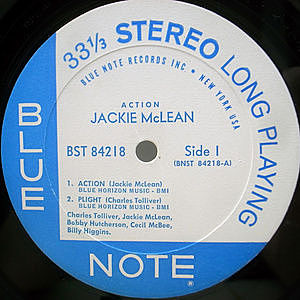 33 1/3 STEREO LONG PLAYING
BLUE NOTE RECORDS INC • NEW YORK USA
ACTION
JACKIE McLEAN
BST 84218
Side I
(BNST 84218-A)
1. ACTION (Jackie McLean)
BLUE HORIZON MUSIC - BMI
2. PLIGHT (Charles Tolliver)
BLUE HORIZON MUSIC - BMI
Charles Tolliver, Jackie McLean,
Bobby Hutcherson, Cecil McBee,
Billy Higgins.
BLUE
NOTE ®